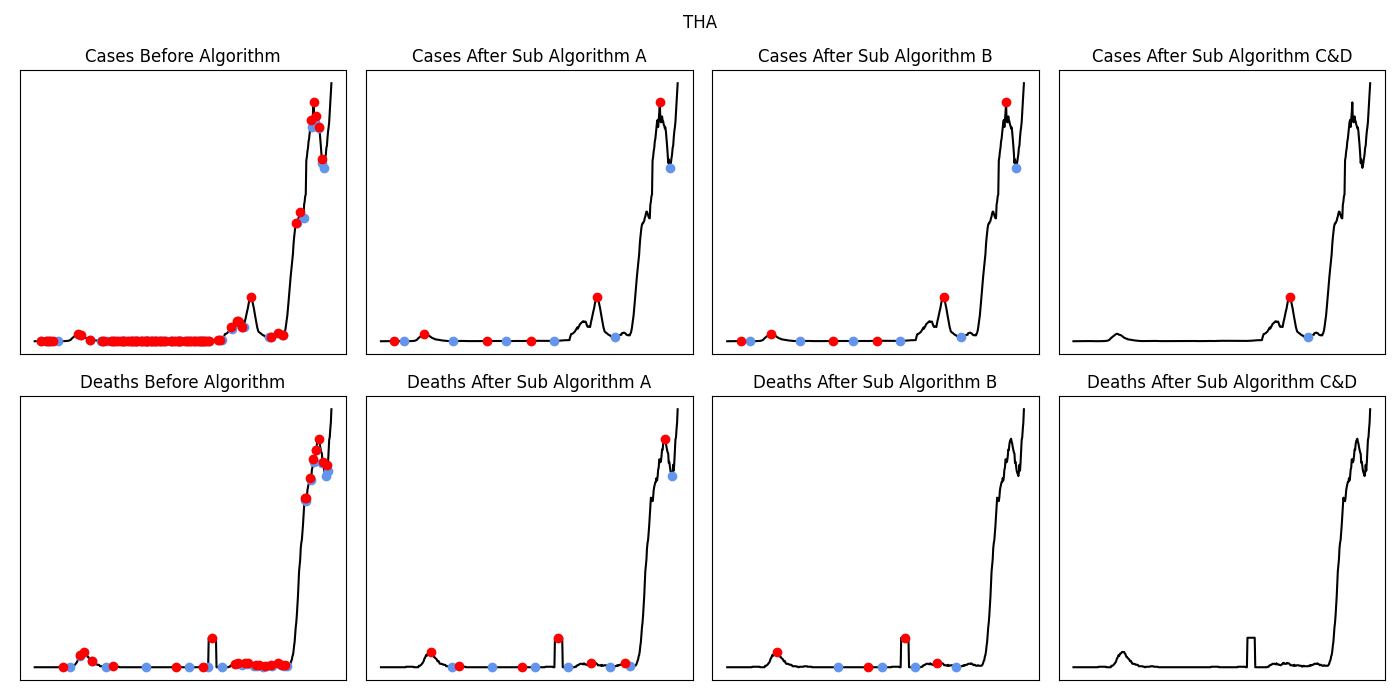 THA
Cases Before Algorithm
Cases After Sub Algorithm A
Cases After Sub Algorithm B
Cases After Sub Algorithm C&D
Deaths Before Algorithm
Deaths After Sub Algorithm A
Deaths After Sub Algorithm B
Deaths After Sub Algorithm C&D